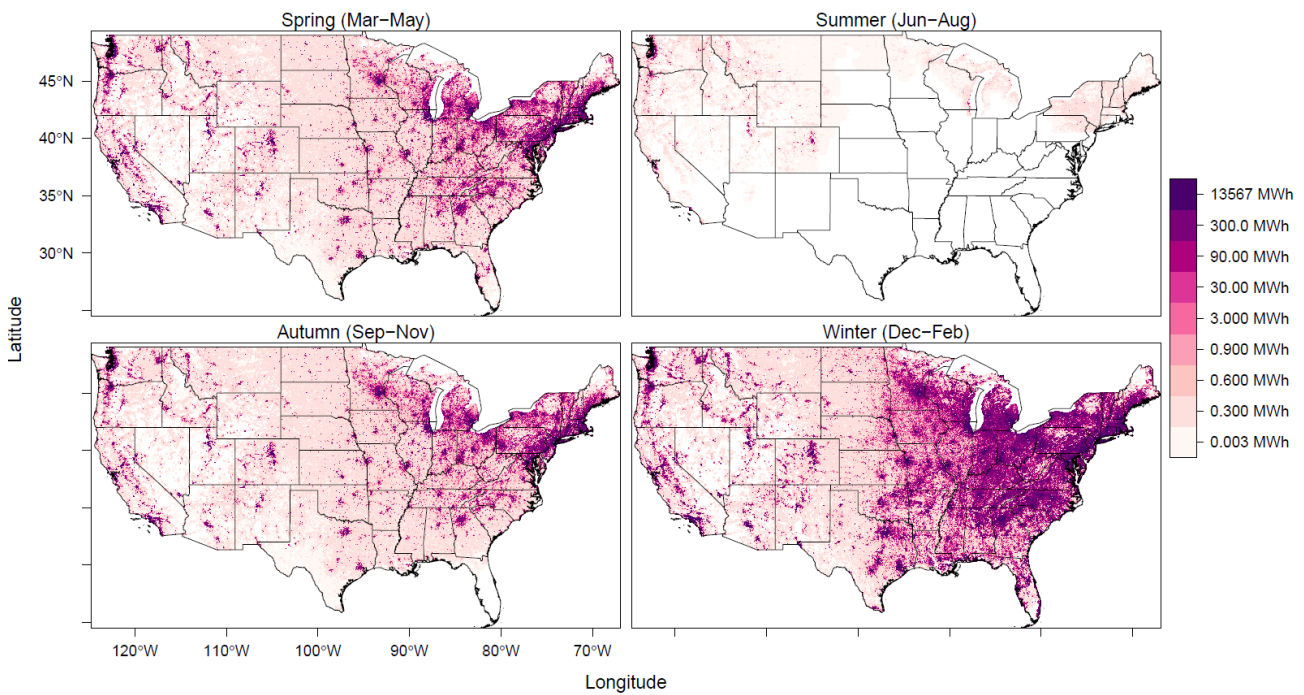 Spring (Mar−May)
Summer (Jun−Aug)
45°N
40°N
35°N
30°N
13567 MWh
300.0 MWh
90.00 MWh
30.00 MWh
3.000 MWh
0.900 MWh
0.600 MWh
0.300 MWh
0.003 MWh
Latitude
Autumn (Sep−Nov)
Winter (Dec−Feb)
120°W 110°W 100°W 90°W 80°W 70°W
Longitude